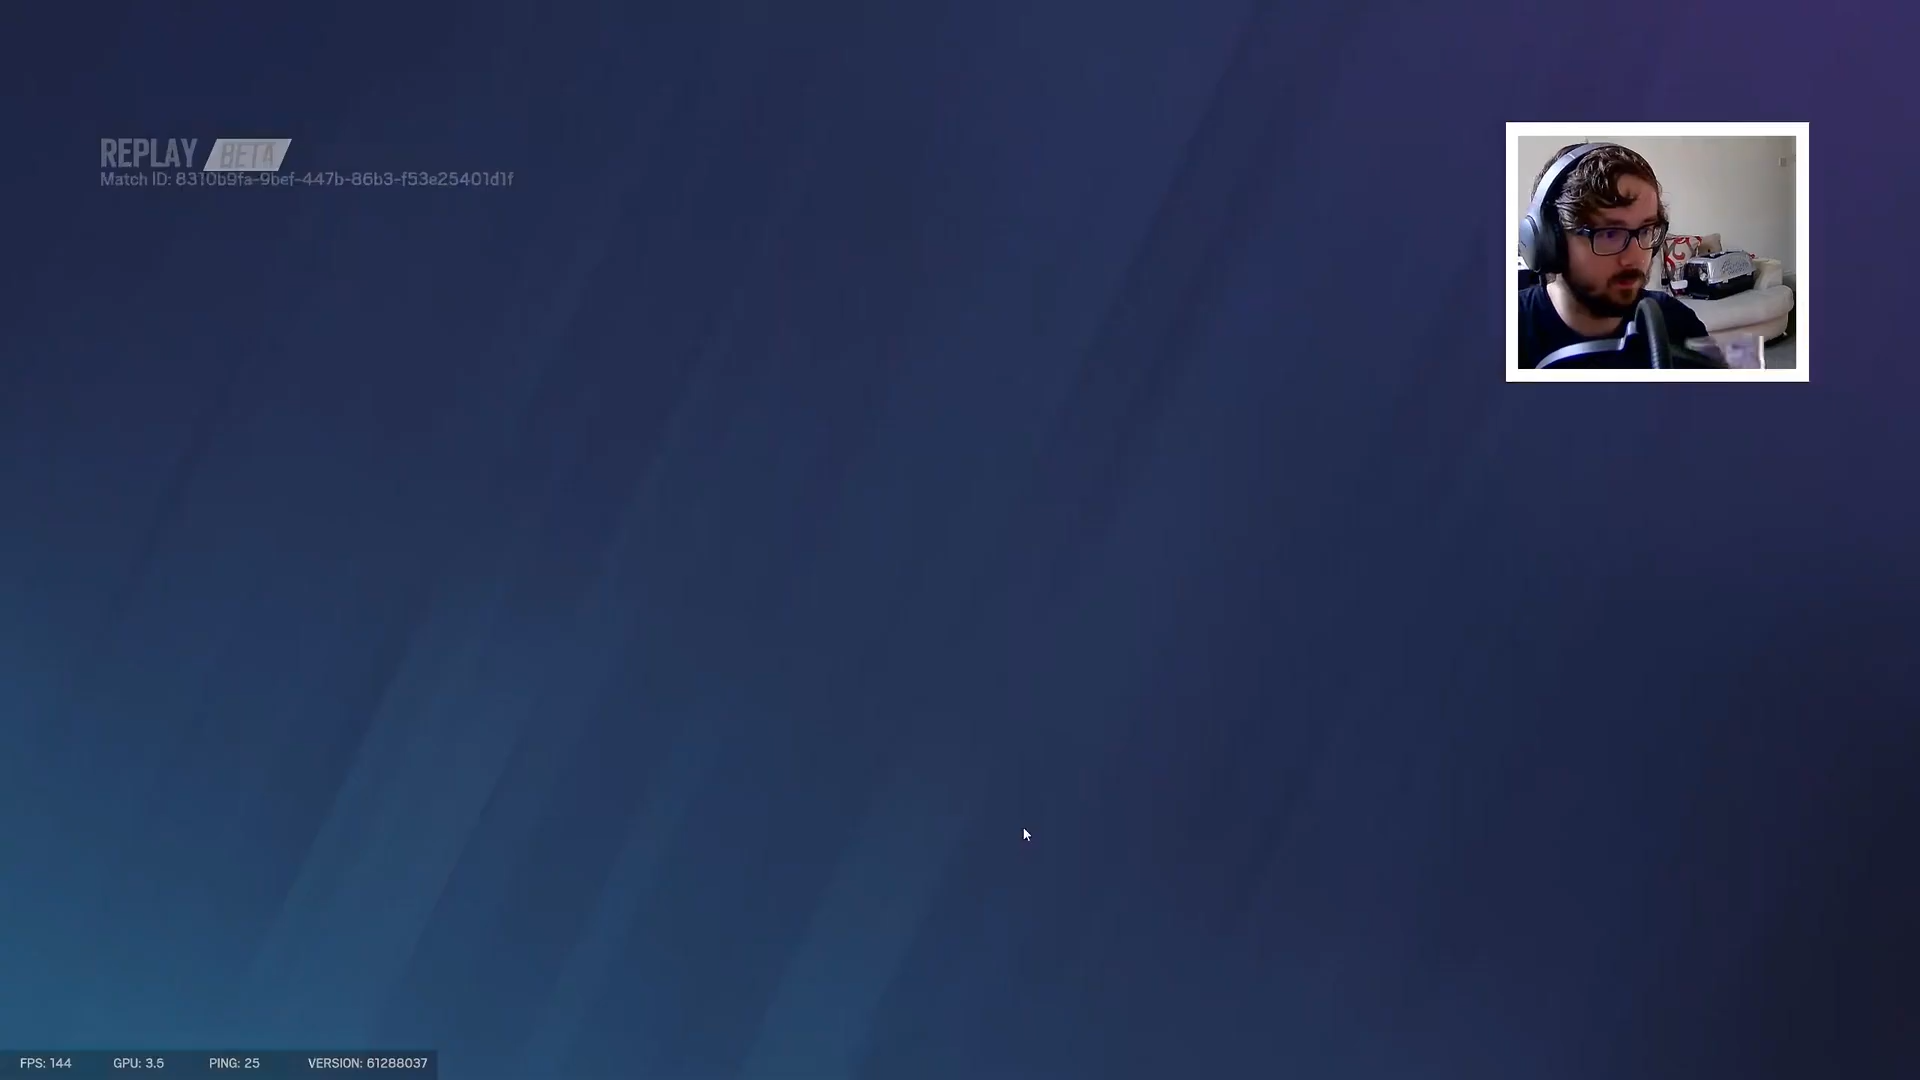 REPLAY BETA
Match ID: 8310b9fa-9bef-447b-86b3-f53e25401d1f
FPS: 144 GPU: 3.5 PING: 25 VERSION: 61288037